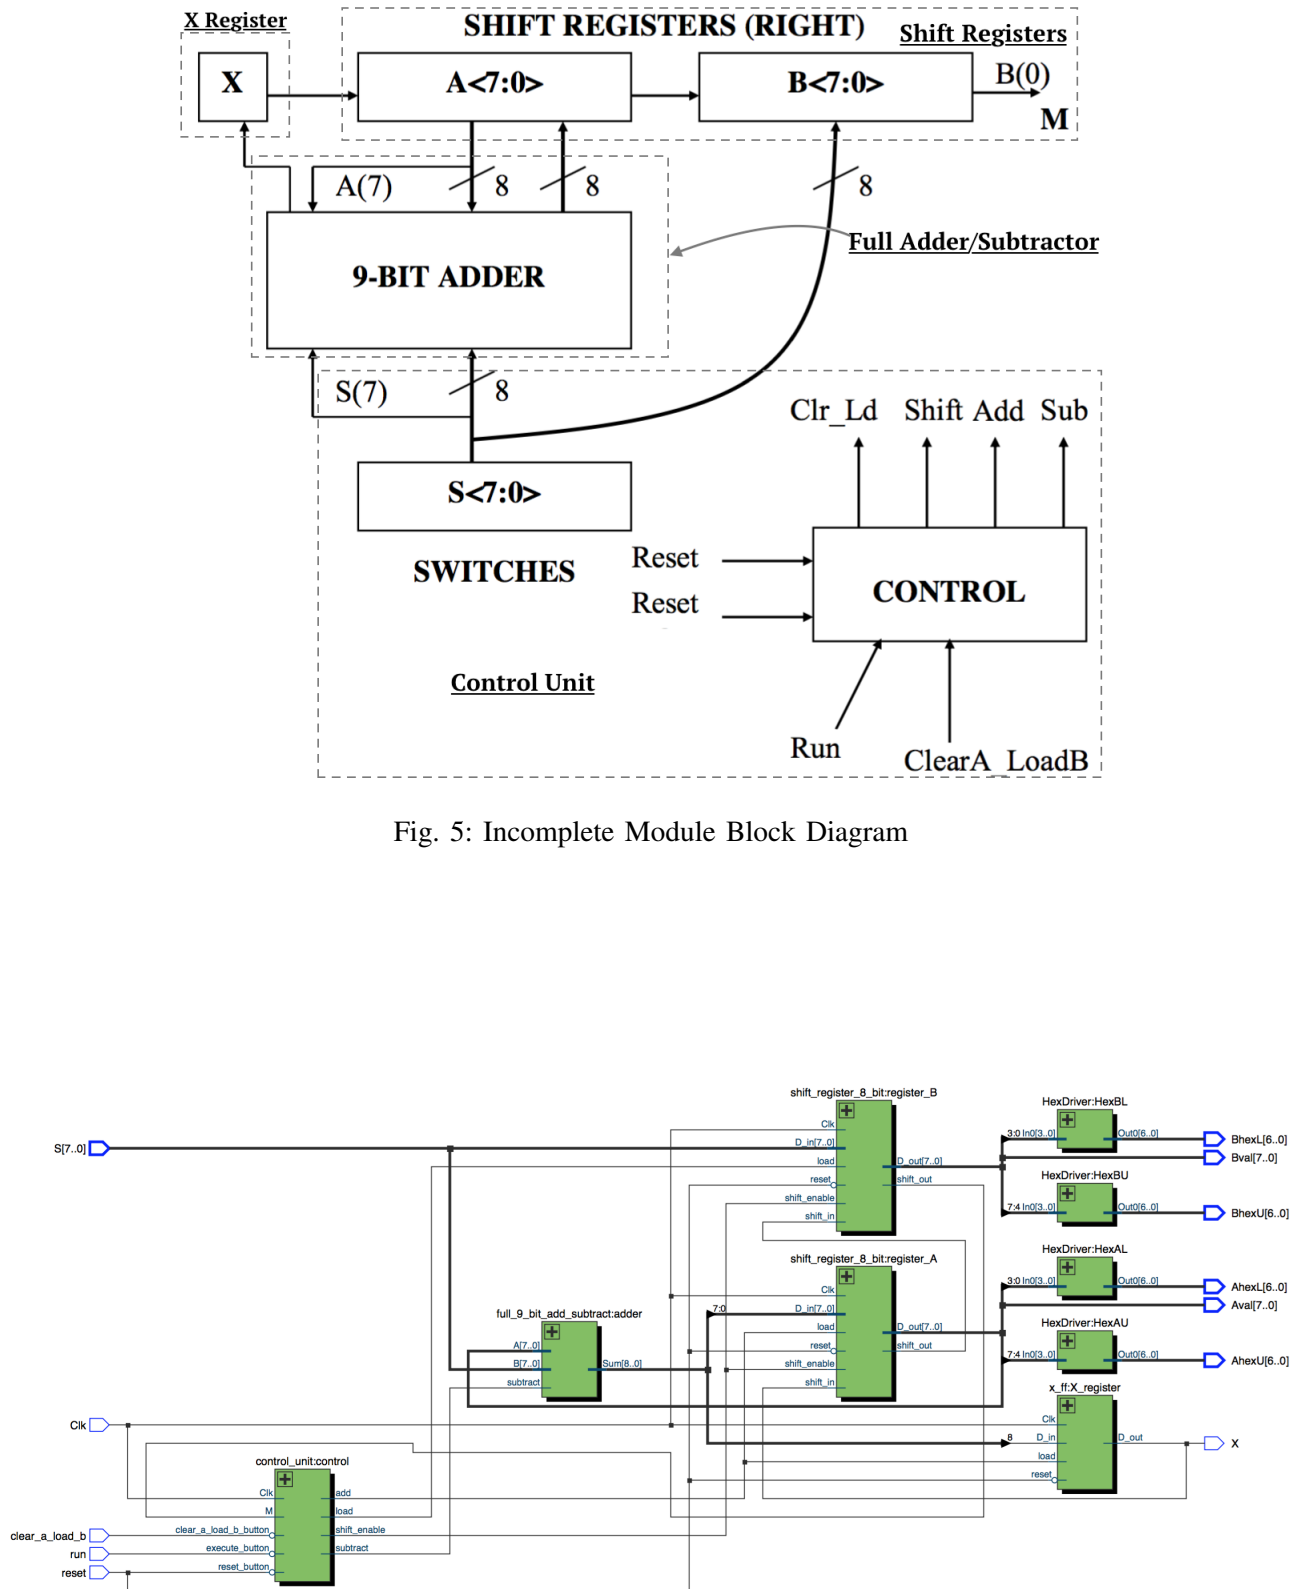 X Register
SHIFT REGISTERS (RIGHT)
Shift Registers
X
A<7:0>
B<7:0>
B(0)
M
A(7)
8
8
8
Full Adder/Subtractor
9-BIT ADDER
S(7)
8
Clr_Ld Shift Add Sub
S<7:0>
SWITCHES
Reset
Reset
CONTROL
Control Unit
Run
ClearA_LoadB
Fig. 5: Incomplete Module Block Diagram
shift_register_8_bit:register_B
Clk
D_in[7..0]
load
reset
shift_enable
shift_in
D_out[7..0]
shift_out
HexDriver:HexBL
3:0 In0[3..0] Out0[6..0]
BhexL[6..0]
Bval[7..0]
HexDriver:HexBU
7:4 In0[3..0] Out0[6..0]
BhexU[6..0]
S[7..0]
shift_register_8_bit:register_A
Clk
7:0
D_in[7..0]
load
reset
shift_enable
shift_in
D_out[7..0]
shift_out
HexDriver:HexAL
3:0 In0[3..0] Out0[6..0]
AhexL[6..0]
Aval[7..0]
HexDriver:HexAU
7:4 In0[3..0] Out0[6..0]
AhexU[6..0]
full_9_bit_add_subtract:adder
A[7..0]
B[7..0]
subtract
Sum[8..0]
x_ff:X_register
Clk
8
D_in
load
reset
D_out
X
Clk
control_unit:control
Clk
M
clear_a_load_b_button
execute_button
reset_button
add
load
shift_enable
subtract
clear_a_load_b
run
reset